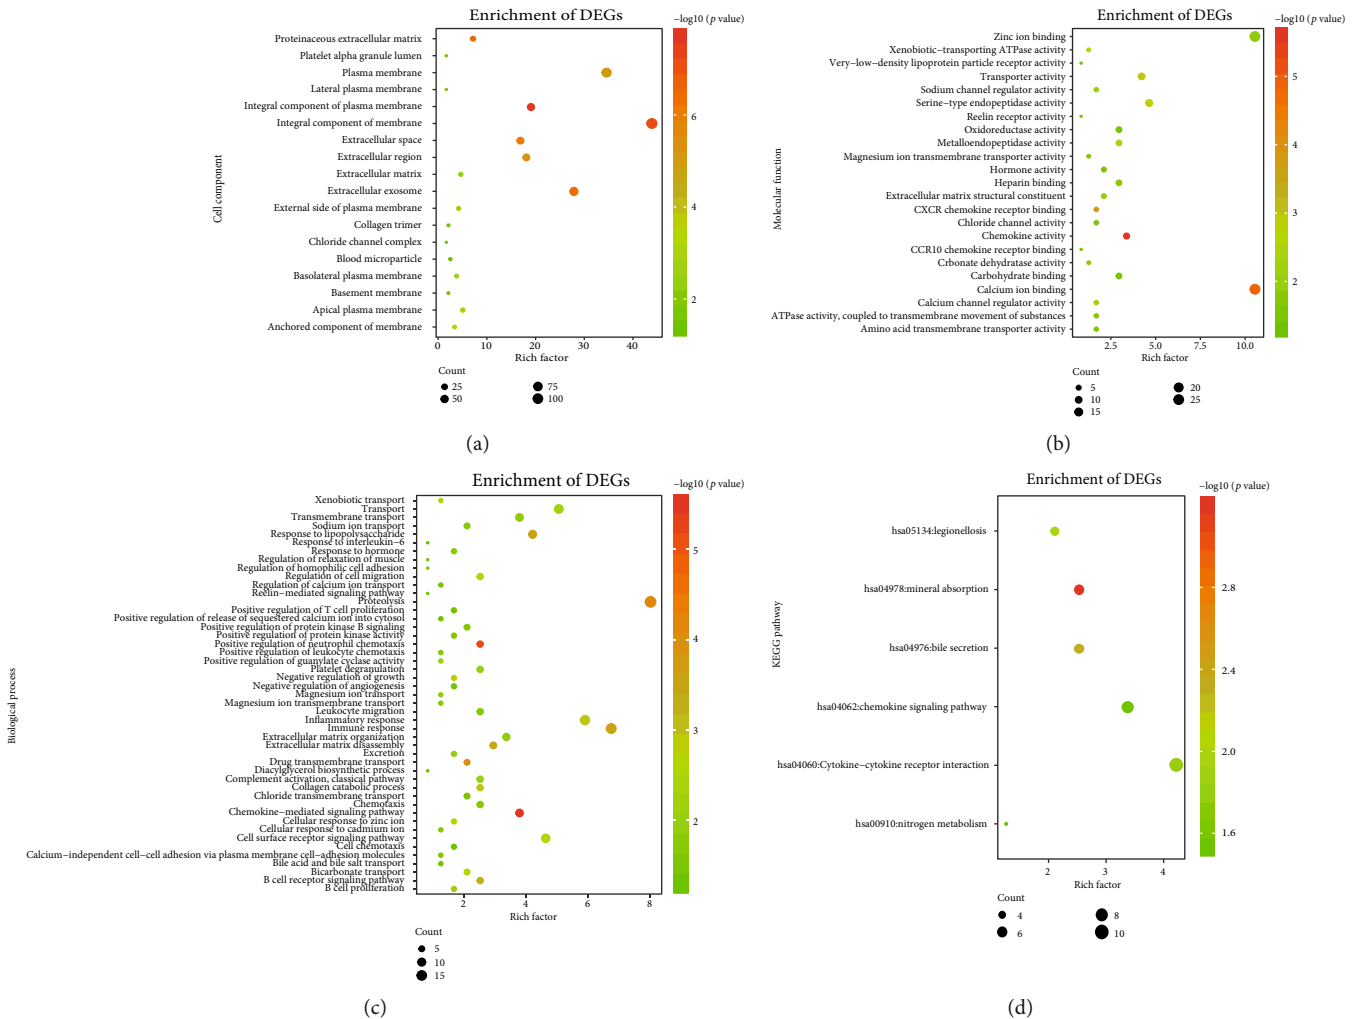 Enrichment of DEGs
−log10 (p value)
Proteinaceous extracellular matrix
Platelet alpha granule lumen
Plasma membrane
Lateral plasma membrane
Integral component of plasma membrane
Integral component of membrane
Extracellular space
Extracellular region
Extracellular matrix
Extracellular exosome
External side of plasma membrane
Collagen trimer
Chloride channel complex
Blood microparticle
Basolateral plasma membrane
Basement membrane
Apical plasma membrane
Anchored component of membrane
Cell component
6
4
2
0 10 20 30 40
Rich factor
Count
25 75
50 100
(a)
Enrichment of DEGs
−log10 (p value)
Zinc ion binding
Xenobiotic−transporting ATPase activity
Very−low−density lipoprotein particle receptor activity
Transporter activity
Sodium channel regulator activity
Serine−type endopeptidase activity
Reelin receptor activity
Oxidoreductase activity
Metalloendopeptidase activity
Magnesium ion transmembrane transporter activity
Hormone activity
Heparin binding
Extracellular matrix structural constituent
CXCR chemokine receptor binding
Chloride channel activity
Chemokine activity
CCR10 chemokine receptor binding
Crbonate dehydratase activity
Carbohydrate binding
Calcium ion binding
Calcium channel regulator activity
ATPase activity, coupled to transmembrane movement of substances
Amino acid transmembrane transporter activity
Molecular function
5
4
3
2
2.5 5.0 7.5 10.0
Rich factor
Count
5 20
10 25
15
(b)
Enrichment of DEGs
−log10 (p value)
Xenobiotic transport
Transport
Transmembrane transport
Sodium ion transport
Response to lipopolysaccharide
Response to interleukin−6
Response to hormone
Regulation of relaxation of muscle
Regulation of homophilic cell adhesion
Regulation of cell migration
Regulation of calcium ion transport
Reelin−mediated signaling pathway
Proteolysis
Positive regulation of T cell proliferation
Positive regulation of release of sequestered calcium ion into cytosol
Positive regulation of protein kinase B signaling
Positive regulation of protein kinase activity
Positive regulation of neutrophil chemotaxis
Positive regulation of leukocyte chemotaxis
Positive regulation of guanylate cyclase activity
Platelet degranulation
Negative regulation of growth
Negative regulation of angiogenesis
Magnesium ion transport
Magnesium ion transmembrane transport
Leukocyte migration
Inflammatory response
Immune response
Extracellular matrix organization
Extracellular matrix disassembly
Excretion
Drug transmembrane transport
Diacylglycerol biosynthetic process
Complement activation, classical pathway
Collagen catabolic process
Chloride transmembrane transport
Chemotaxis
Chemokine−mediated signaling pathway
Cellular response to zinc ion
Cellular response to cadmium ion
Cell surface receptor signaling pathway
Cell chemotaxis
Calcium−independent cell−cell adhesion via plasma membrane cell−adhesion molecules
Bile acid and bile salt transport
Bicarbonate transport
B cell receptor signaling pathway
B cell proliferation
Biological process
5
4
3
2
2 4 6 8
Rich factor
Count
5
10
15
(c)
Enrichment of DEGs
−log10 (p value)
hsa05134:legionellosis
hsa04978:mineral absorption
hsa04976:bile secretion
hsa04062:chemokine signaling pathway
hsa04060:Cytokine−cytokine receptor interaction
hsa00910:nitrogen metabolism
KEGG pathway
2.8
2.4
2.0
1.6
2 3 4
Rich factor
Count
4 8
6 10
(d)